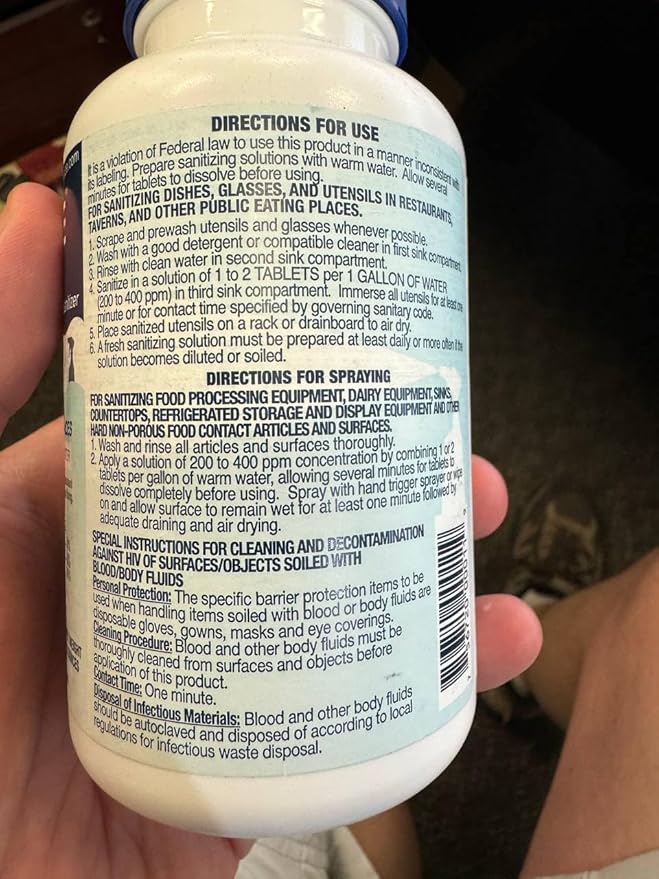 DIRECTIONS FOR USE
It is a violation of Federal law to use this product in a manner inconsistent with
its labeling. Prepare sanitizing solutions with warm water. Allow several
minutes for tablets to dissolve before using.
FOR SANITIZING DISHES, GLASSES, AND UTENSILS IN RESTAURANTS,
TAVERNS, AND OTHER PUBLIC EATING PLACES.
1. Scrape and prewash utensils and glasses whenever possible.
2. Wash with a good detergent or compatible cleaner in first sink compartment.
3. Rinse with clean water in second sink compartment.
4. Sanitize in a solution of 1 to 2 TABLETS per 1 GALLON OF WATER
(200 to 400 ppm) in third sink compartment. Immerse all utensils for at least one
minute or for contact time specified by governing sanitary code.
5. Place sanitized utensils on a rack or drainboard to air dry.
6. A fresh sanitizing solution must be prepared at least daily or more often if the
solution becomes diluted or soiled.
DIRECTIONS FOR SPRAYING
FOR SANITIZING FOOD PROCESSING EQUIPMENT, DAIRY EQUIPMENT, SINKS,
COUNTERTOPS, REFRIGERATED STORAGE AND DISPLAY EQUIPMENT AND OTHER
HARD NON-POROUS FOOD CONTACT ARTICLES AND SURFACES.
1. Wash and rinse all articles and surfaces thoroughly.
2. Apply a solution of 200 to 400 ppm concentration by combining 1 or 2
tablets per gallon of warm water, allowing several minutes for tablets to
dissolve completely before using. Spray with hand trigger sprayer or wipe
on and allow surface to remain wet for at least one minute followed by
adequate draining and air drying.
SPECIAL INSTRUCTIONS FOR CLEANING AND DECONTAMINATION
AGAINST HIV OF SURFACES/OBJECTS SOILED WITH
BLOOD/BODY FLUIDS
Personal Protection: The specific barrier protection items to be
used when handling items soiled with blood or body fluids are
disposable gloves, gowns, masks and eye coverings.
Cleaning Procedure: Blood and other body fluids must be
thoroughly cleaned from surfaces and objects before
application of this product.
Contact Time: One minute.
Disposal of Infectious Materials: Blood and other body fluids
should be autoclaved and disposed of according to local
regulations for infectious waste disposal.